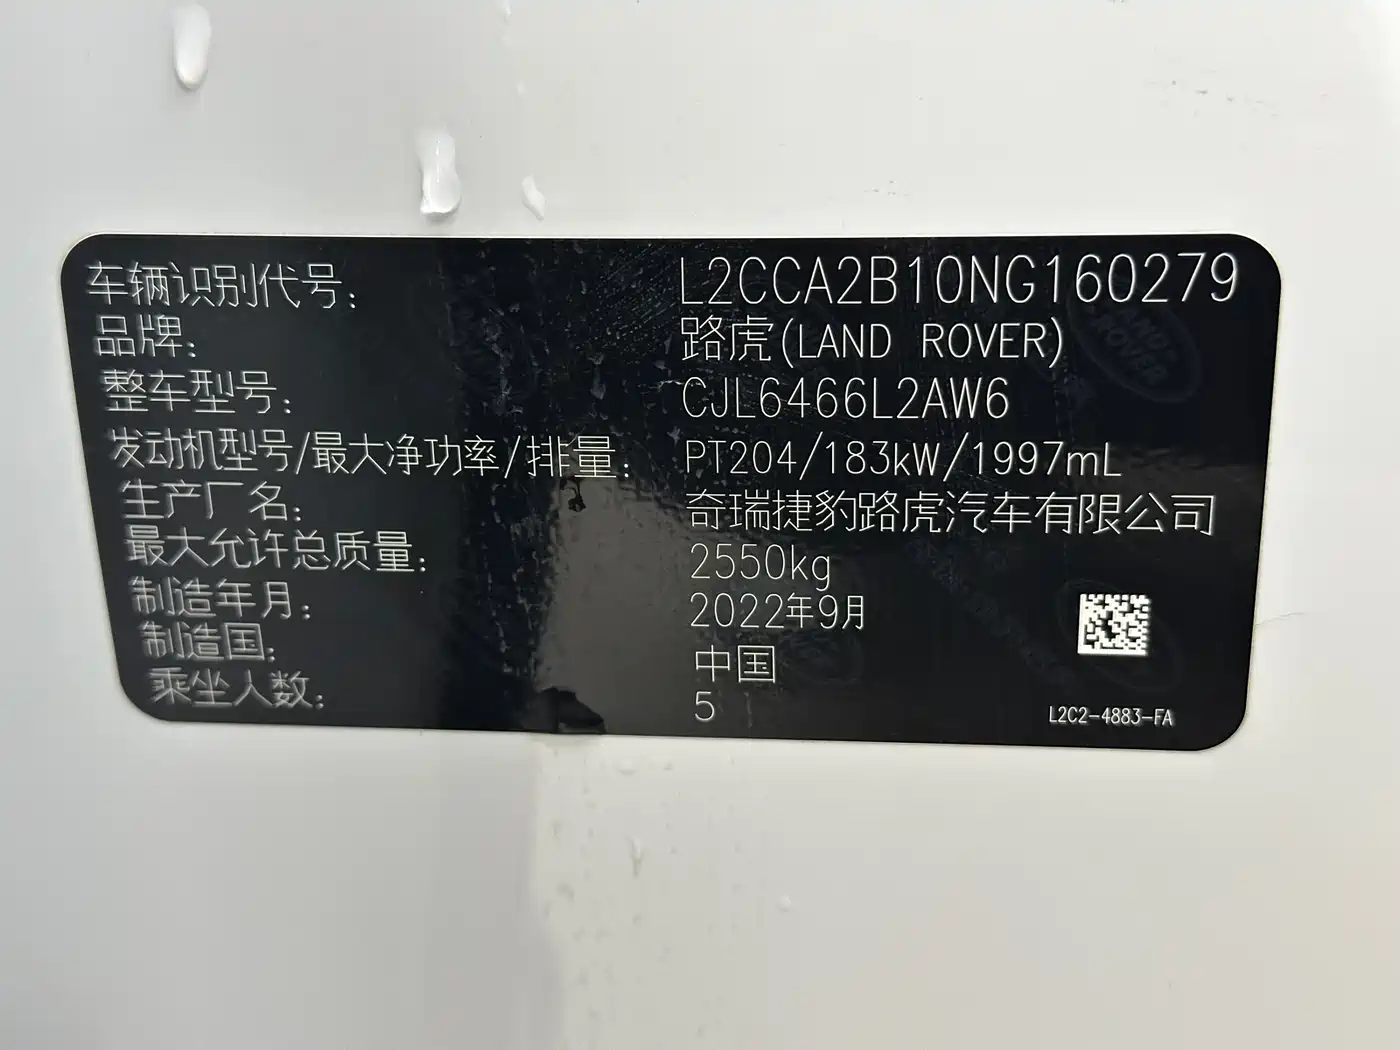 车辆识别代号: L2CCA2B10NG160279
品牌: 路虎(LAND ROVER)
整车型号: CJL6466L2AW6
发动机型号/最大净功率/排量: PT204/183kW/1997mL
生产厂名: 奇瑞捷豹路虎汽车有限公司
最大允许总质量: 2550kg
制造年月: 2022年9月
制造国: 中国
乘坐人数: 5
L2C2-4883-FA